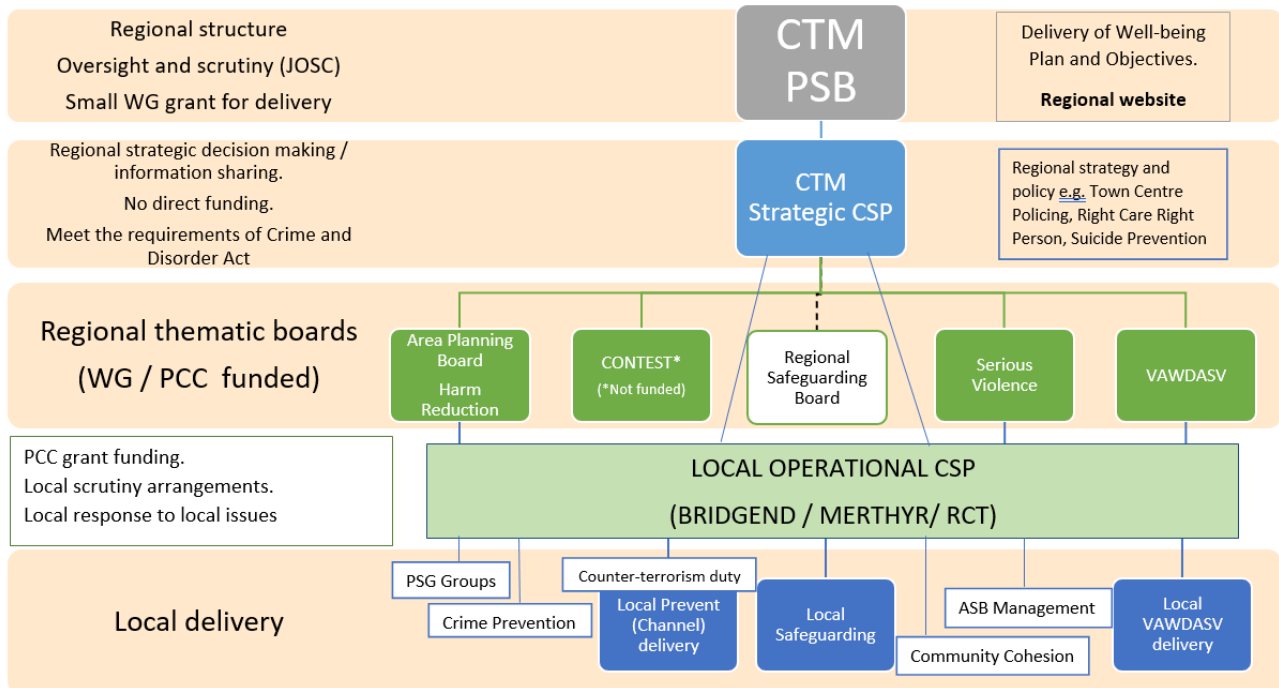 Regional structure
Oversight and scrutiny (JOSC)
Small WG grant for delivery
CTM
PSB
Delivery of Well-being
Plan and Objectives.
Regional website
Regional strategic decision making /
information sharing.
No direct funding.
Meet the requirements of Crime and
Disorder Act
CTM
Strategic CSP
Regional strategy and
policy e.g. Town Centre
Policing, Right Care Right
Person, Suicide Prevention
Regional thematic boards
(WG / PCC funded)
Area Planning
Board
Harm
Reduction
CONTEST*
(*Not funded)
Regional
Safeguarding
Board
Serious
Violence
VAWDASV
PCC grant funding.
Local scrutiny arrangements.
Local response to local issues
LOCAL OPERATIONAL CSP
(BRIDGEND / MERTHYR/ RCT)
Local delivery
PSG Groups
Crime Prevention
Counter-terrorism duty
Local Prevent
(Channel)
delivery
Local
Safeguarding
Community Cohesion
ASB Management
Local
VAWDASV
delivery